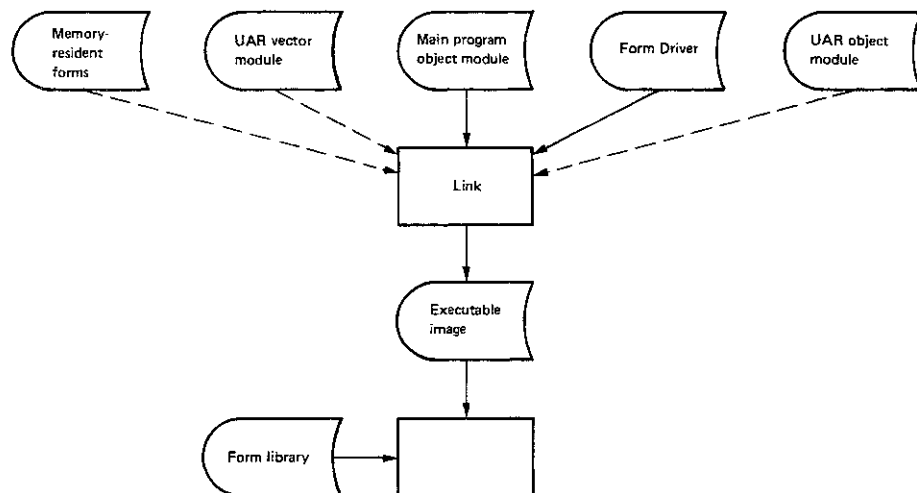 Memory-
resident
forms
UAR vector
module
Main program
object module
Form Driver
UAR object
module
Link
Executable
image
Form library